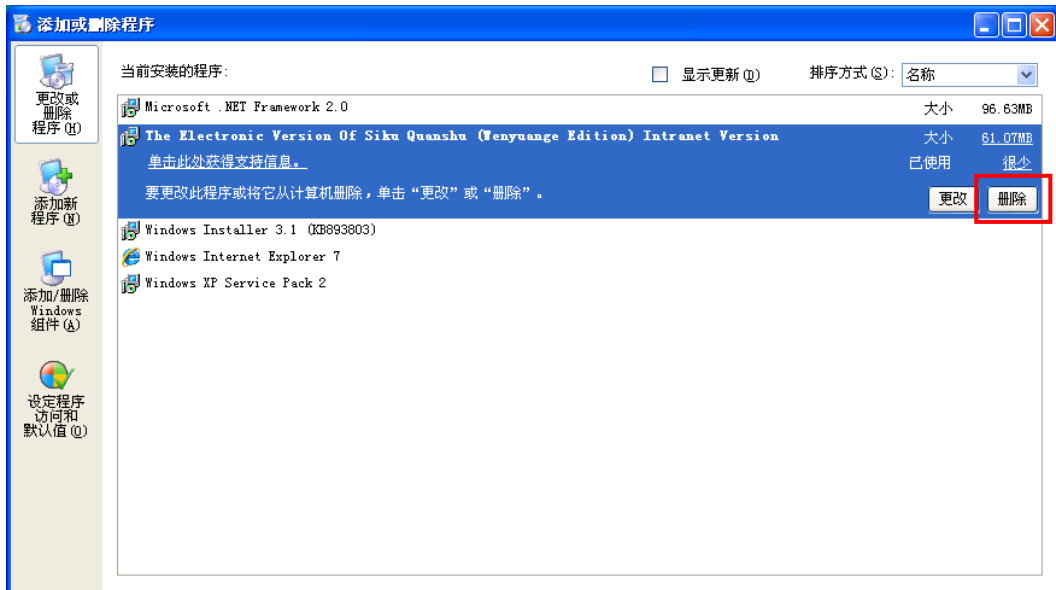 添加或删除程序
更改或
删除
程序(H)
添加新
程序(N)
添加/删除
Windows
组件(A)
设定程序
访问和
默认值(O)
当前安装的程序:
显示更新(D)
排序方式(S): 名称
Microsoft .NET Framework 2.0 大小 96.63MB
The Electronic Version Of Siku Quanshu (Wenyuange Edition) Intranet Version 大小 61.07MB
单击此处获得支持信息。 已使用 很少
要更改此程序或将它从计算机删除，单击“更改”或“删除”。 更改 删除
Windows Installer 3.1 (KB893803)
Windows Internet Explorer 7
Windows XP Service Pack 2